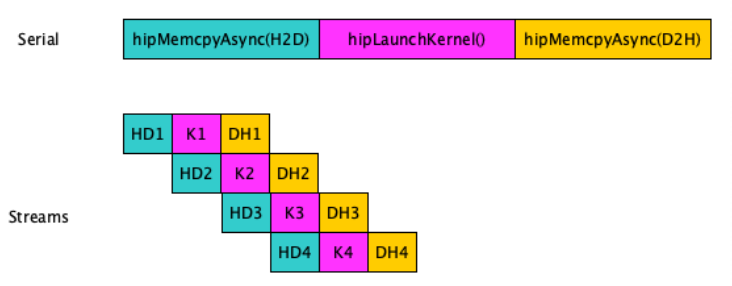 Serial hipMemcpyAsync(H2D) hipLaunchKernel() hipMemcpyAsync(D2H)
HD1 K1 DH1
HD2 K2 DH2
Streams HD3 K3 DH3
HD4 K4 DH4